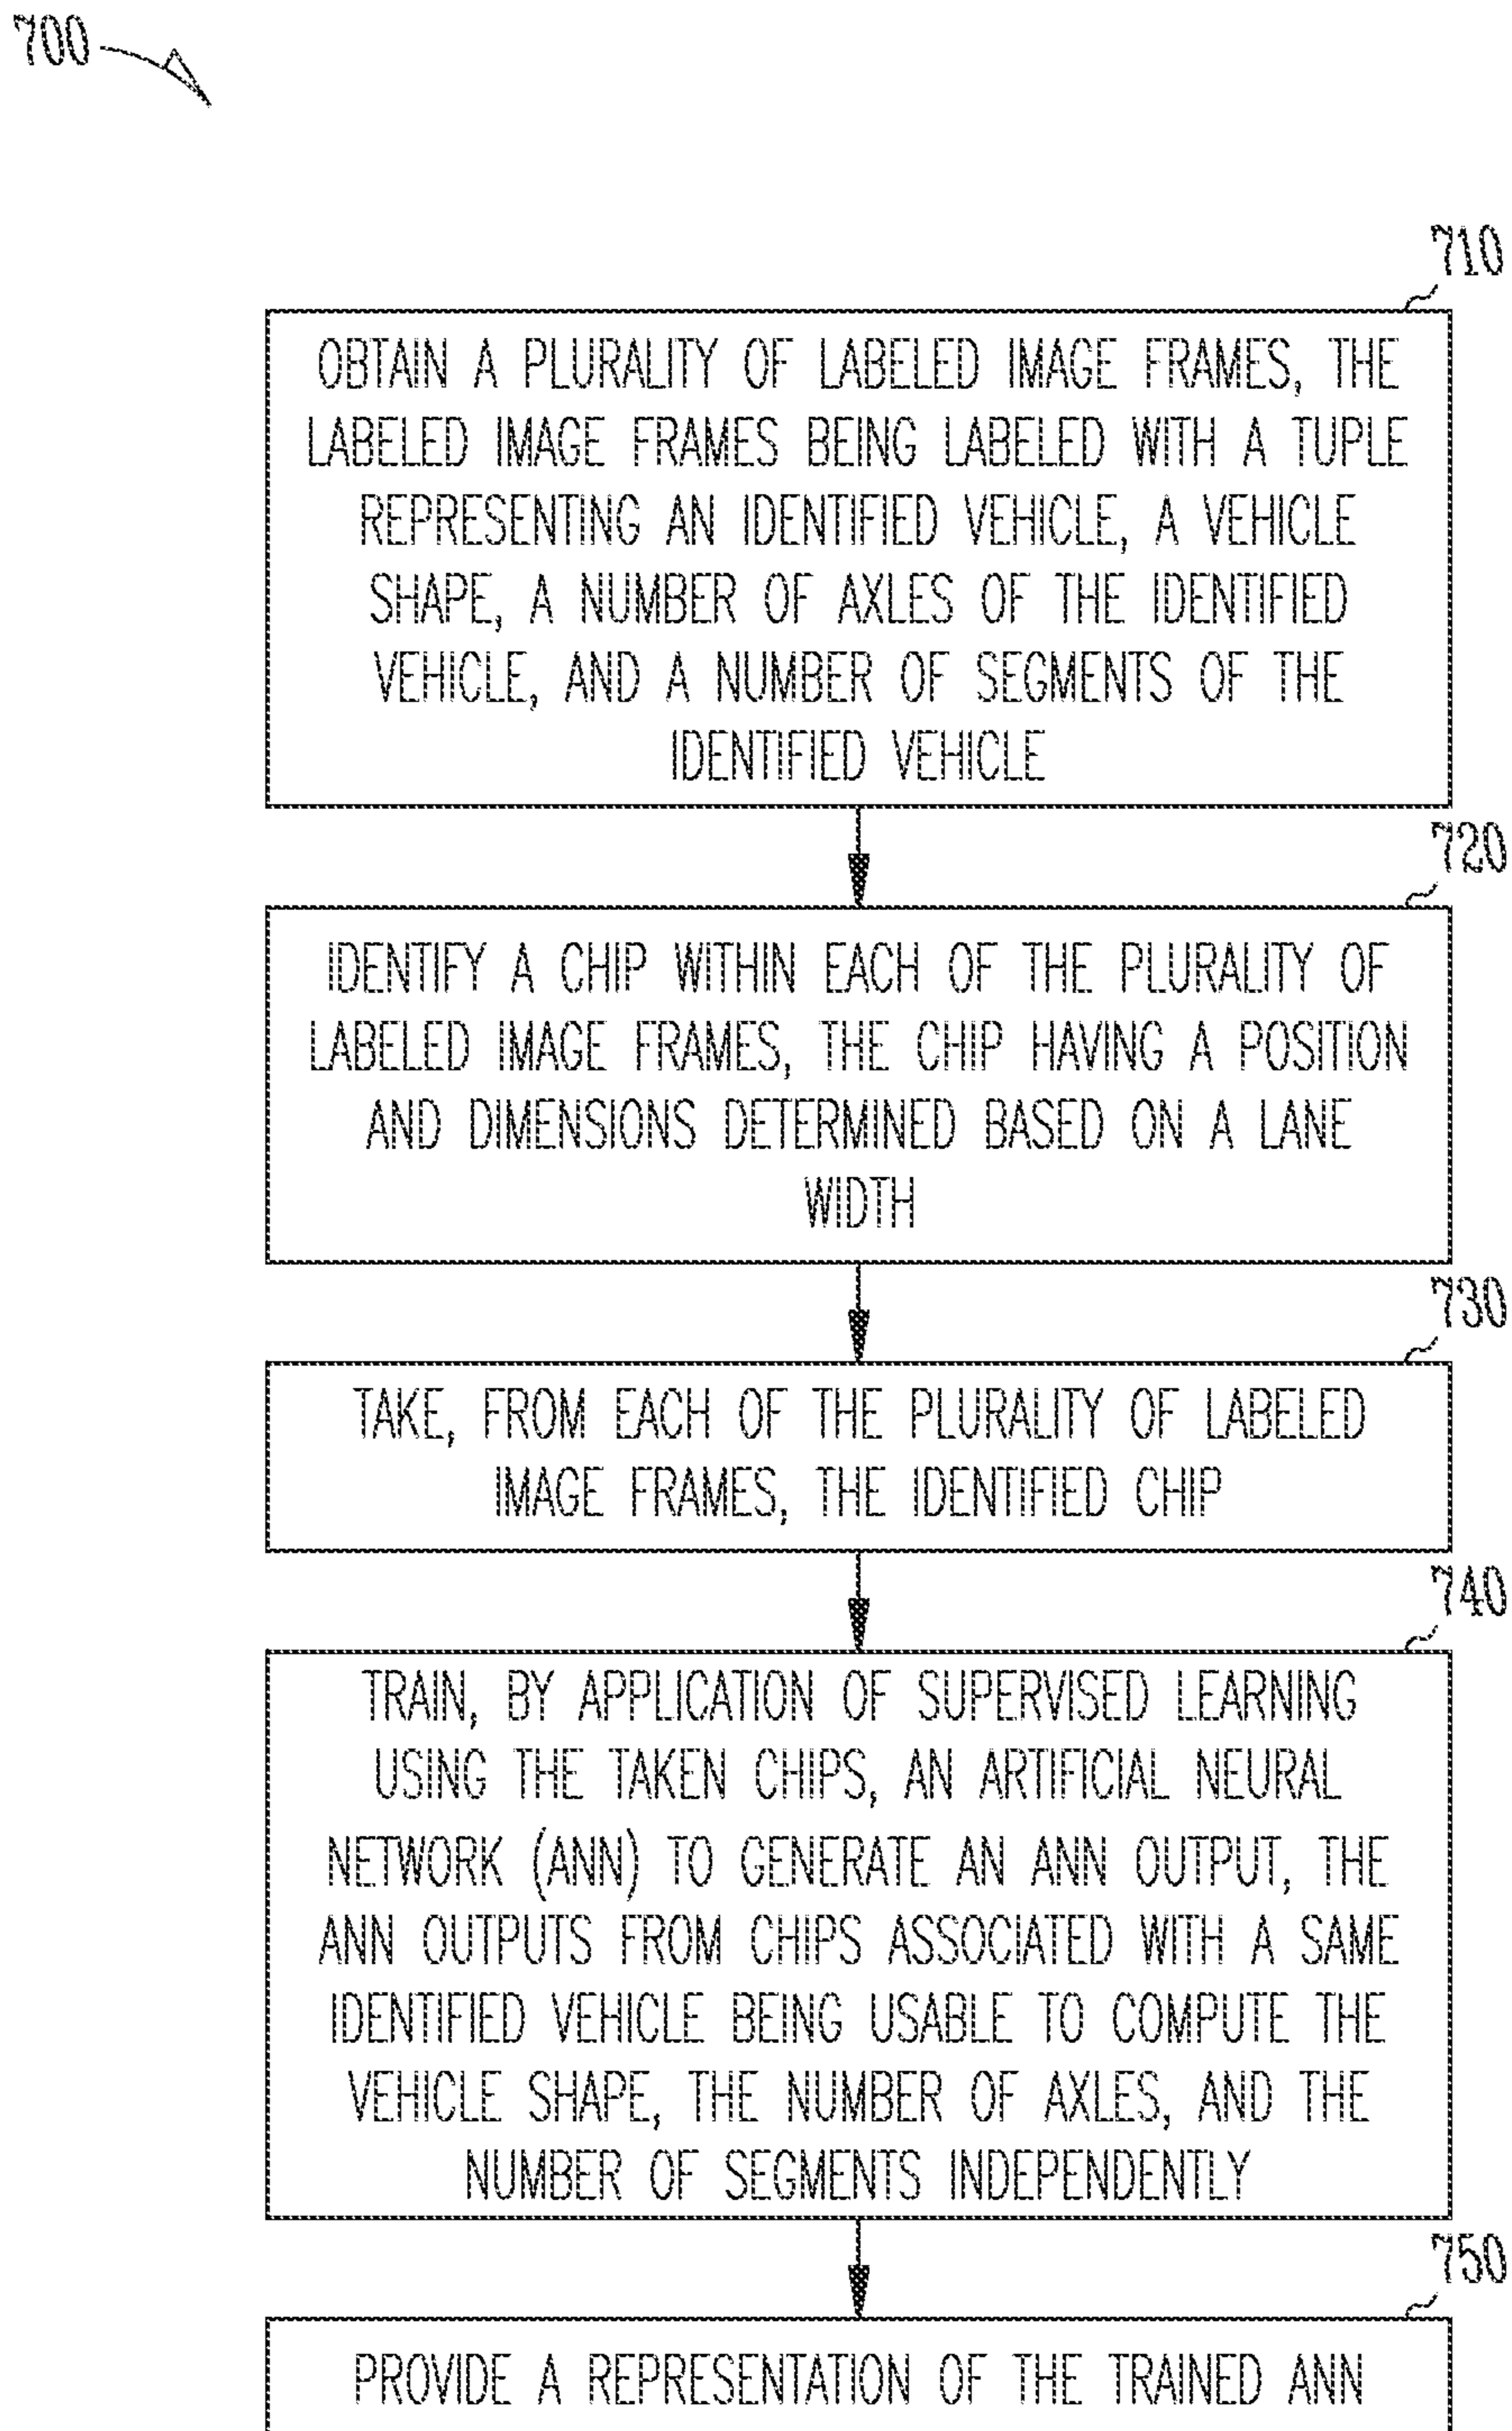 700
710
OBTAIN A PLURALITY OF LABELED IMAGE FRAMES, THE
LABELED IMAGE FRAMES BEING LABELED WITH A TUPLE
REPRESENTING AN IDENTIFIED VEHICLE, A VEHICLE
SHAPE, A NUMBER OF AXLES OF THE IDENTIFIED
VEHICLE, AND A NUMBER OF SEGMENTS OF THE
IDENTIFIED VEHICLE
720
IDENTIFY A CHIP WITHIN EACH OF THE PLURALITY OF
LABELED IMAGE FRAMES, THE CHIP HAVING A POSITION
AND DIMENSIONS DETERMINED BASED ON A LANE
WIDTH
730
TAKE, FROM EACH OF THE PLURALITY OF LABELED
IMAGE FRAMES, THE IDENTIFIED CHIP
740
TRAIN, BY APPLICATION OF SUPERVISED LEARNING
USING THE TAKEN CHIPS, AN ARTIFICIAL NEURAL
NETWORK (ANN) TO GENERATE AN ANN OUTPUT, THE
ANN OUTPUTS FROM CHIPS ASSOCIATED WITH A SAME
IDENTIFIED VEHICLE BEING USABLE TO COMPUTE THE
VEHICLE SHAPE, THE NUMBER OF AXLES, AND THE
NUMBER OF SEGMENTS INDEPENDENTLY
750
PROVIDE A REPRESENTATION OF THE TRAINED ANN